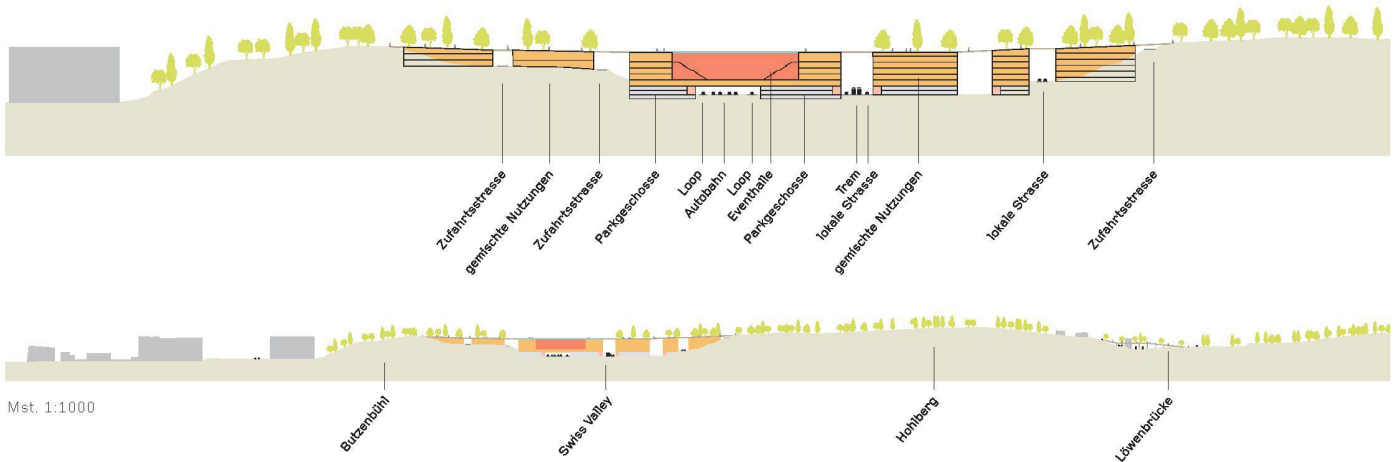 Zufahrtsstrasse
gemischte Nutzungen
Zufahrtsstrasse
Parkgeschosse
Loop
Autobahn
Loop
Eventhalle
Parkgeschosse
Tram
lokale Strasse
gemischte Nutzungen
lokale Strasse
Zufahrtsstrasse
Mst. 1:1000
Butzenbühl
Swiss Valley
Hohlberg
Löwenbrücke